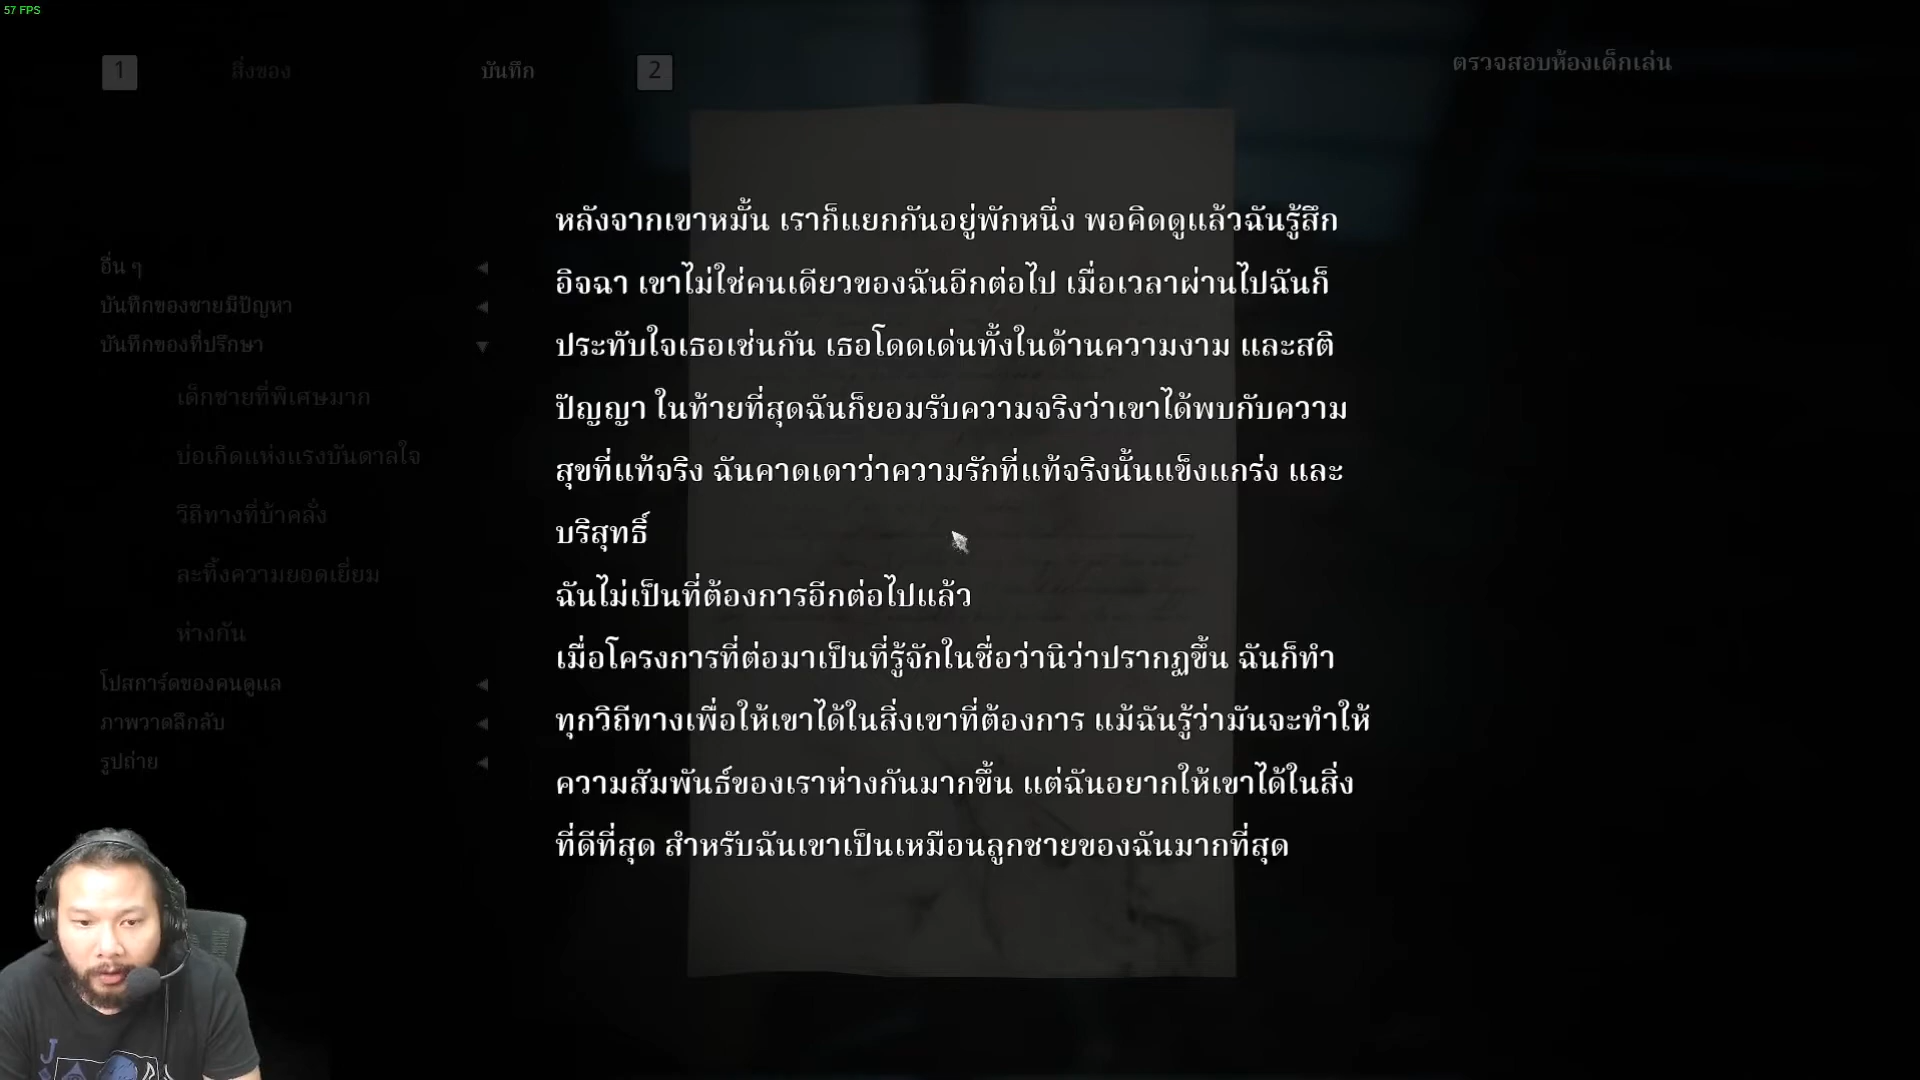 57 FPS
1 สิ่งของ บันทึก 2
ตรวจสอบห้องเด็กเล่น
อื่น ๆ
บันทึกของชายมีปัญหา
บันทึกของที่ปรึกษา
เด็กชายที่พิเศษมาก
บ่อเกิดแห่งแรงบันดาลใจ
วิถีทางที่บ้าคลั่ง
ละทิ้งความยอดเยี่ยม
ห่างกัน
โปสการ์ดของคนดูแล
ภาพวาดลึกลับ
รูปถ่าย
หลังจากเขาหมั้น เราก็แยกกันอยู่พักหนึ่ง พอคิดดูแล้วฉันรู้สึก
อิจฉา เขาไม่ใช่คนเดียวของฉันอีกต่อไป เมื่อเวลาผ่านไปฉันก็
ประทับใจเธอเช่นกัน เธอโดดเด่นทั้งในด้านความงาม และสติ
ปัญญา ในท้ายที่สุดฉันก็ยอมรับความจริงว่าเขาได้พบกับความ
สุขที่แท้จริง ฉันคาดเดาว่าความรักที่แท้จริงนั้นแข็งแกร่ง และ
บริสุทธิ์
ฉันไม่เป็นที่ต้องการอีกต่อไปแล้ว
เมื่อโครงการที่ต่อมาเป็นที่รู้จักในชื่อว่านิว่าปรากฏขึ้น ฉันก็ทำ
ทุกวิถีทางเพื่อให้เขาได้ในสิ่งเขาที่ต้องการ แม้ฉันรู้ว่ามันจะทำให้
ความสัมพันธ์ของเราห่างกันมากขึ้น แต่ฉันอยากให้เขาได้ในสิ่ง
ที่ดีที่สุด สำหรับฉันเขาเป็นเหมือนลูกชายของฉันมากที่สุด